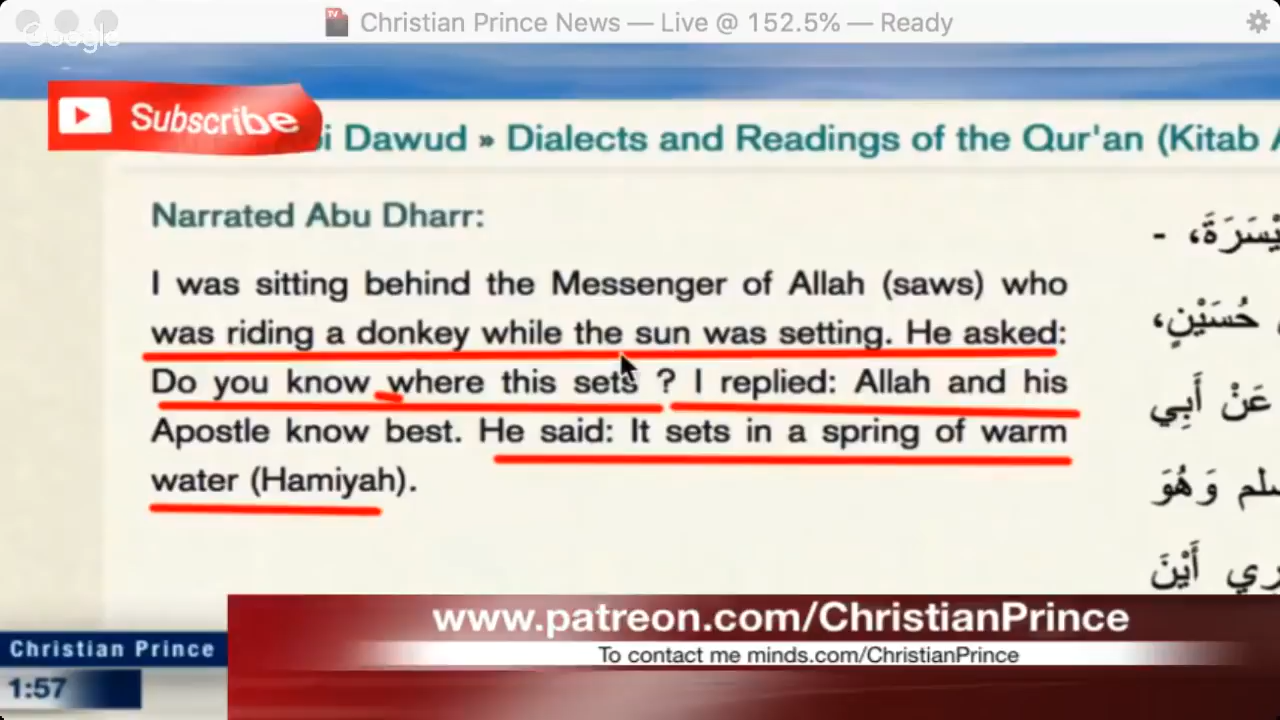 Christian Prince News — Live @ 152.5% — Ready
Google
Subscribe
i Dawud » Dialects and Readings of the Qur'an (Kitab
Narrated Abu Dharr:
I was sitting behind the Messenger of Allah (saws) who
was riding a donkey while the sun was setting. He asked:
Do you know where this sets ? I replied: Allah and his
Apostle know best. He said: It sets in a spring of warm
water (Hamiyah).
حُسَيْنٍ،
عَنْ أَبِي
وَهُوَ
أَيْنَ
www.patreon.com/ChristianPrince
To contact me minds.com/ChristianPrince
Christian Prince
1:57